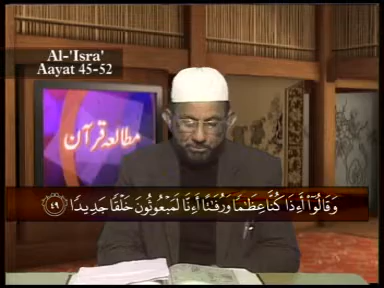 Al-'Isra'
Aayat 45-52
مطالعہ قرآن
وَقَالُوٓا۟ أَءِذَا كُنَّا عِظَـٰمًا وَرُفَـٰتًا أَءِنَّا لَمَبْعُوثُونَ خَلْقًا جَدِيدًا ﴿٤٩﴾